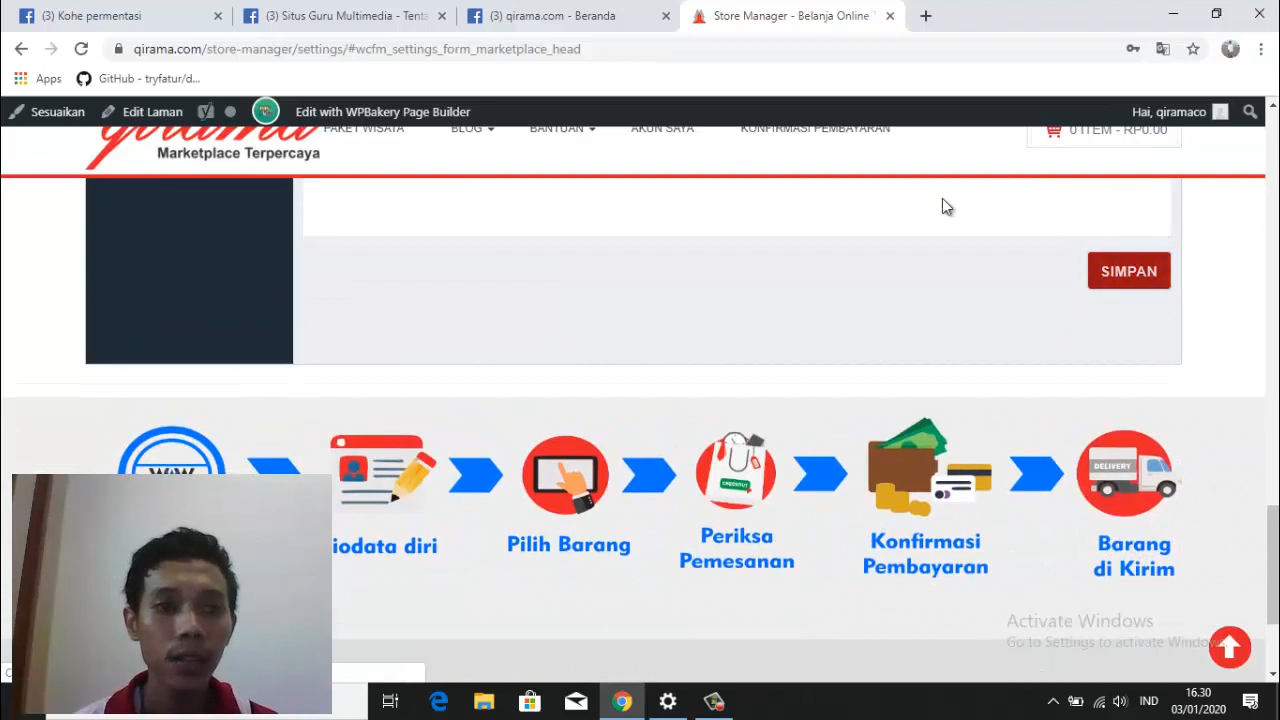 (3) Kohe permentasi
(3) Situs Guru Multimedia - Tenta
(3) qirama.com - Beranda
Store Manager - Belanja Online
qirama.com/store-manager/settings/#wcfm_settings_form_marketplace_head
Apps
GitHub - tryfatur/d...
Sesuaikan
Edit Laman
Edit with WPBakery Page Builder
Hai, qiramaco
qirama
Marketplace Terpercaya
PAKET WISATA
BLOG
BANTUAN
AKUN SAYA
KONFIRMASI PEMBAYARAN
0 ITEM - RP0.00
SIMPAN
WWW
CHECKOUT
DELIVERY
iodata diri
Pilih Barang
Periksa
Pemesanan
Konfirmasi
Pembayaran
Barang
di Kirim
Activate Windows
Go to Settings to activate Windows
IND
16.30
03/01/2020